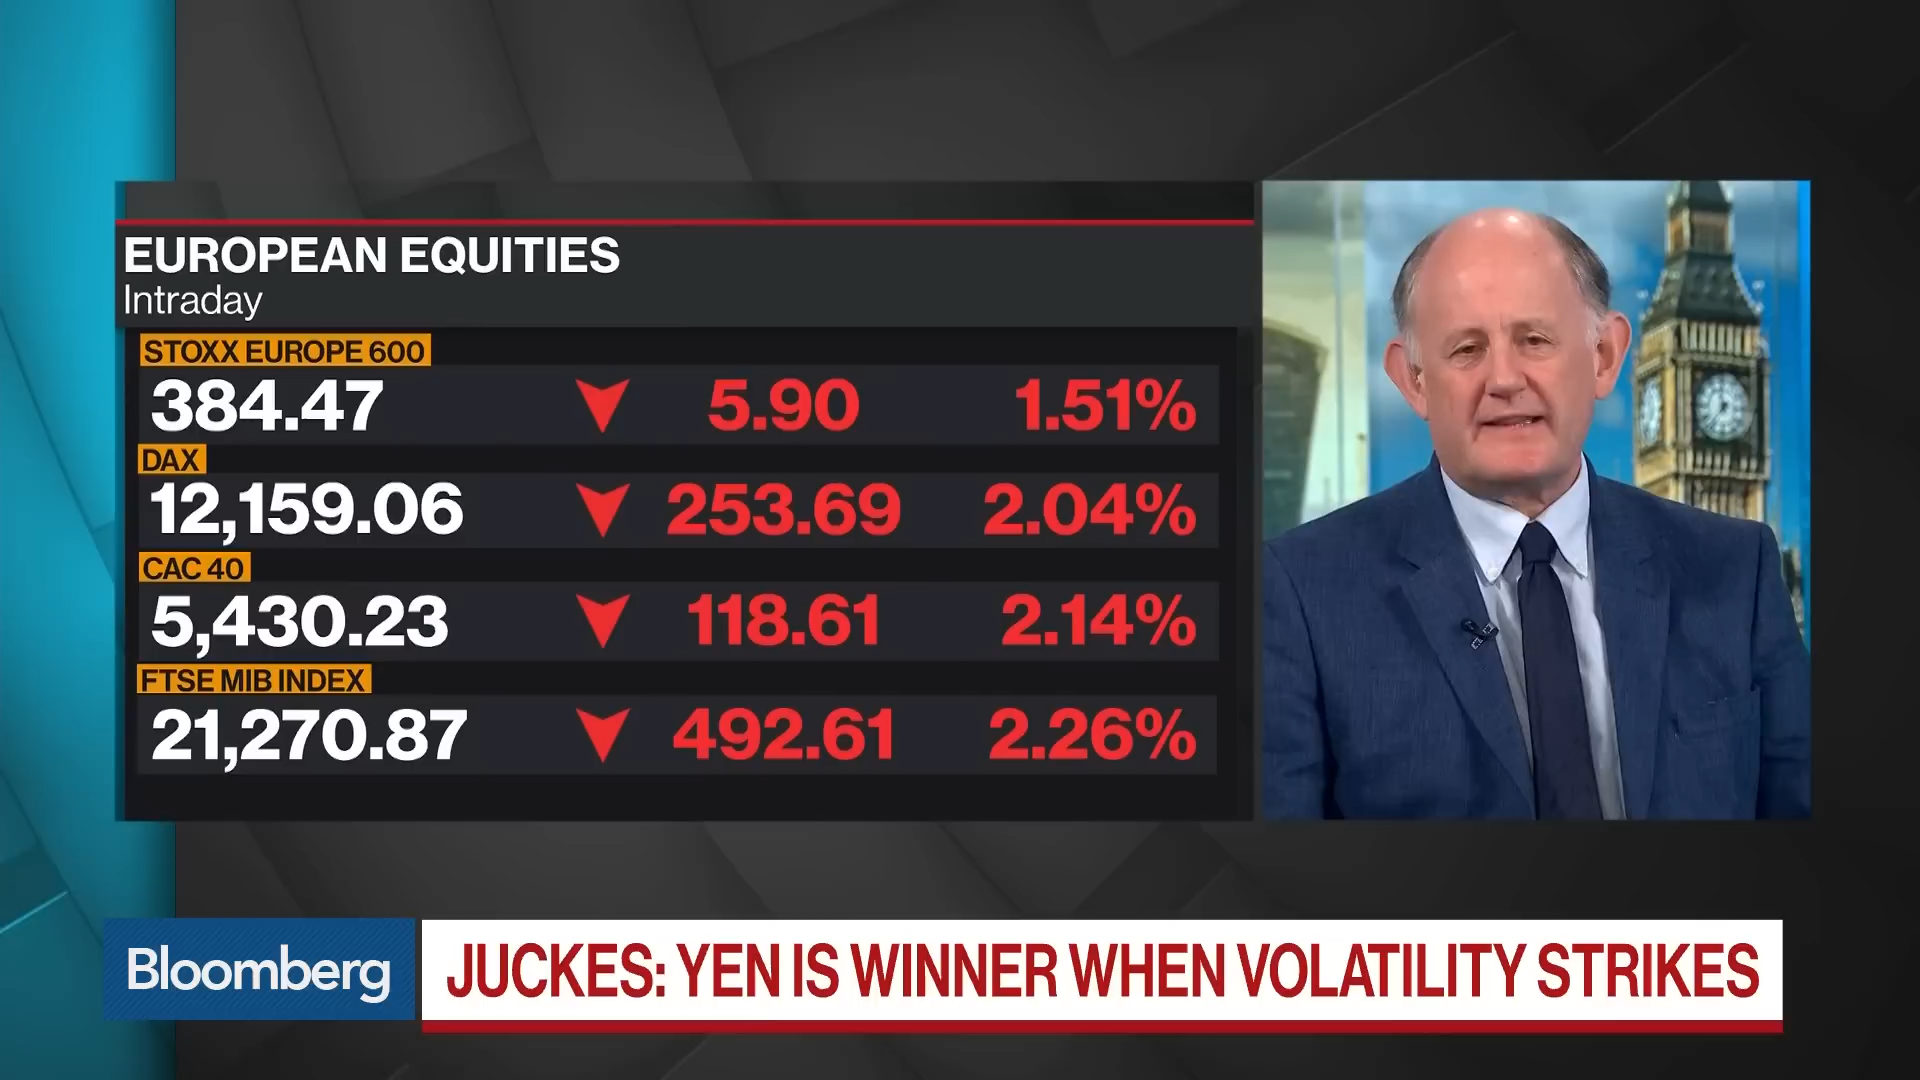 EUROPEAN EQUITIES
Intraday
STOXX EUROPE 600
384.47 5.90 1.51%
DAX
12,159.06 253.69 2.04%
CAC 40
5,430.23 118.61 2.14%
FTSE MIB INDEX
21,270.87 492.61 2.26%
Bloomberg
JUCKES: YEN IS WINNER WHEN VOLATILITY STRIKES